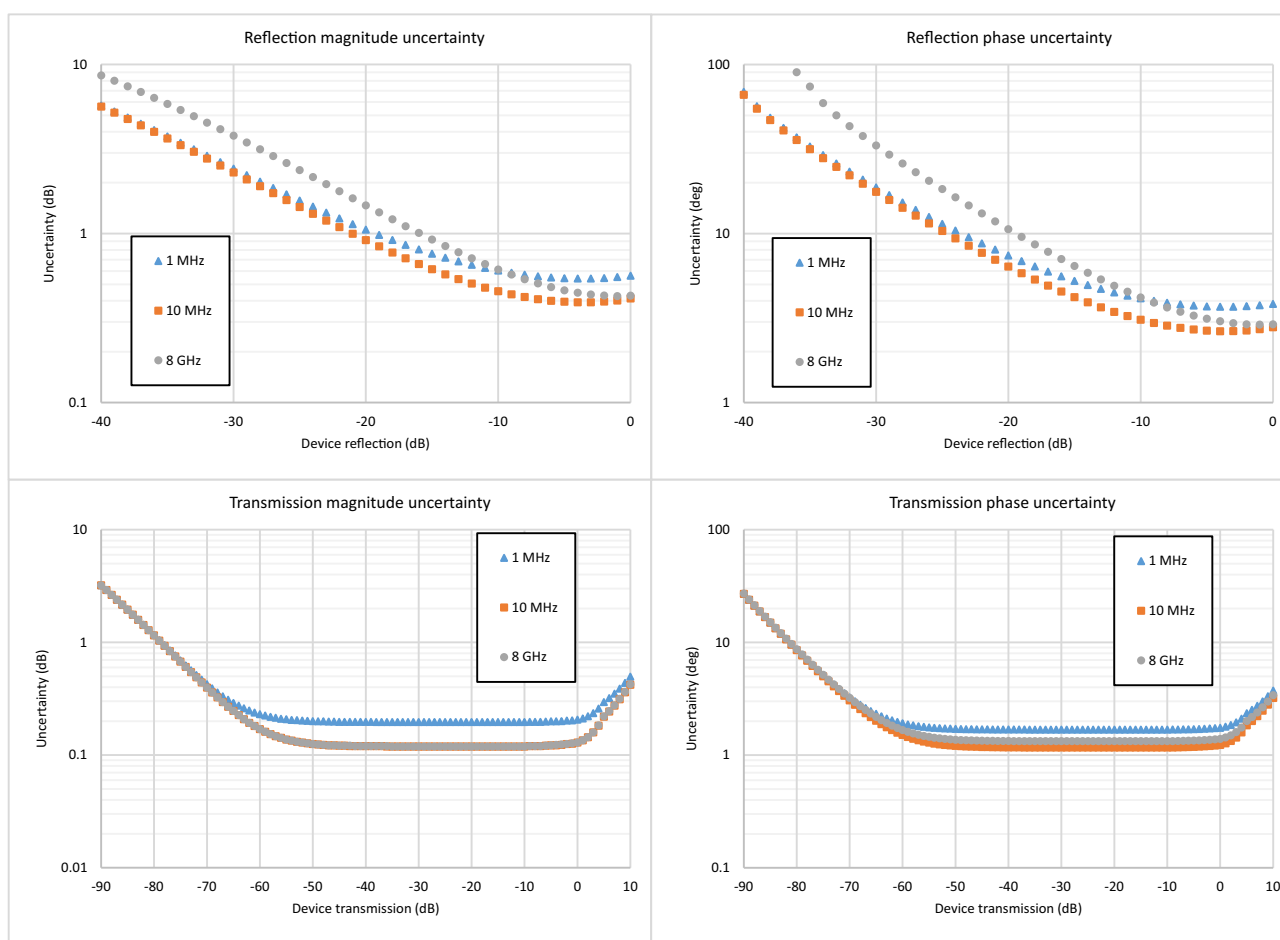 Reflection magnitude uncertainty
10
1
0.1
Uncertainty (dB)
1 MHz
10 MHz
8 GHz
-40 -30 -20 -10 0
Device reflection (dB)
Reflection phase uncertainty
100
10
1
Uncertainty (deg)
1 MHz
10 MHz
8 GHz
-40 -30 -20 -10 0
Device reflection (dB)
Transmission magnitude uncertainty
10
1
0.1
0.01
Uncertainty (dB)
1 MHz
10 MHz
8 GHz
-90 -80 -70 -60 -50 -40 -30 -20 -10 0 10
Device transmission (dB)
Transmission phase uncertainty
100
10
1
0.1
Uncertainty (deg)
1 MHz
10 MHz
8 GHz
-90 -80 -70 -60 -50 -40 -30 -20 -10 0 10
Device transmission (dB)